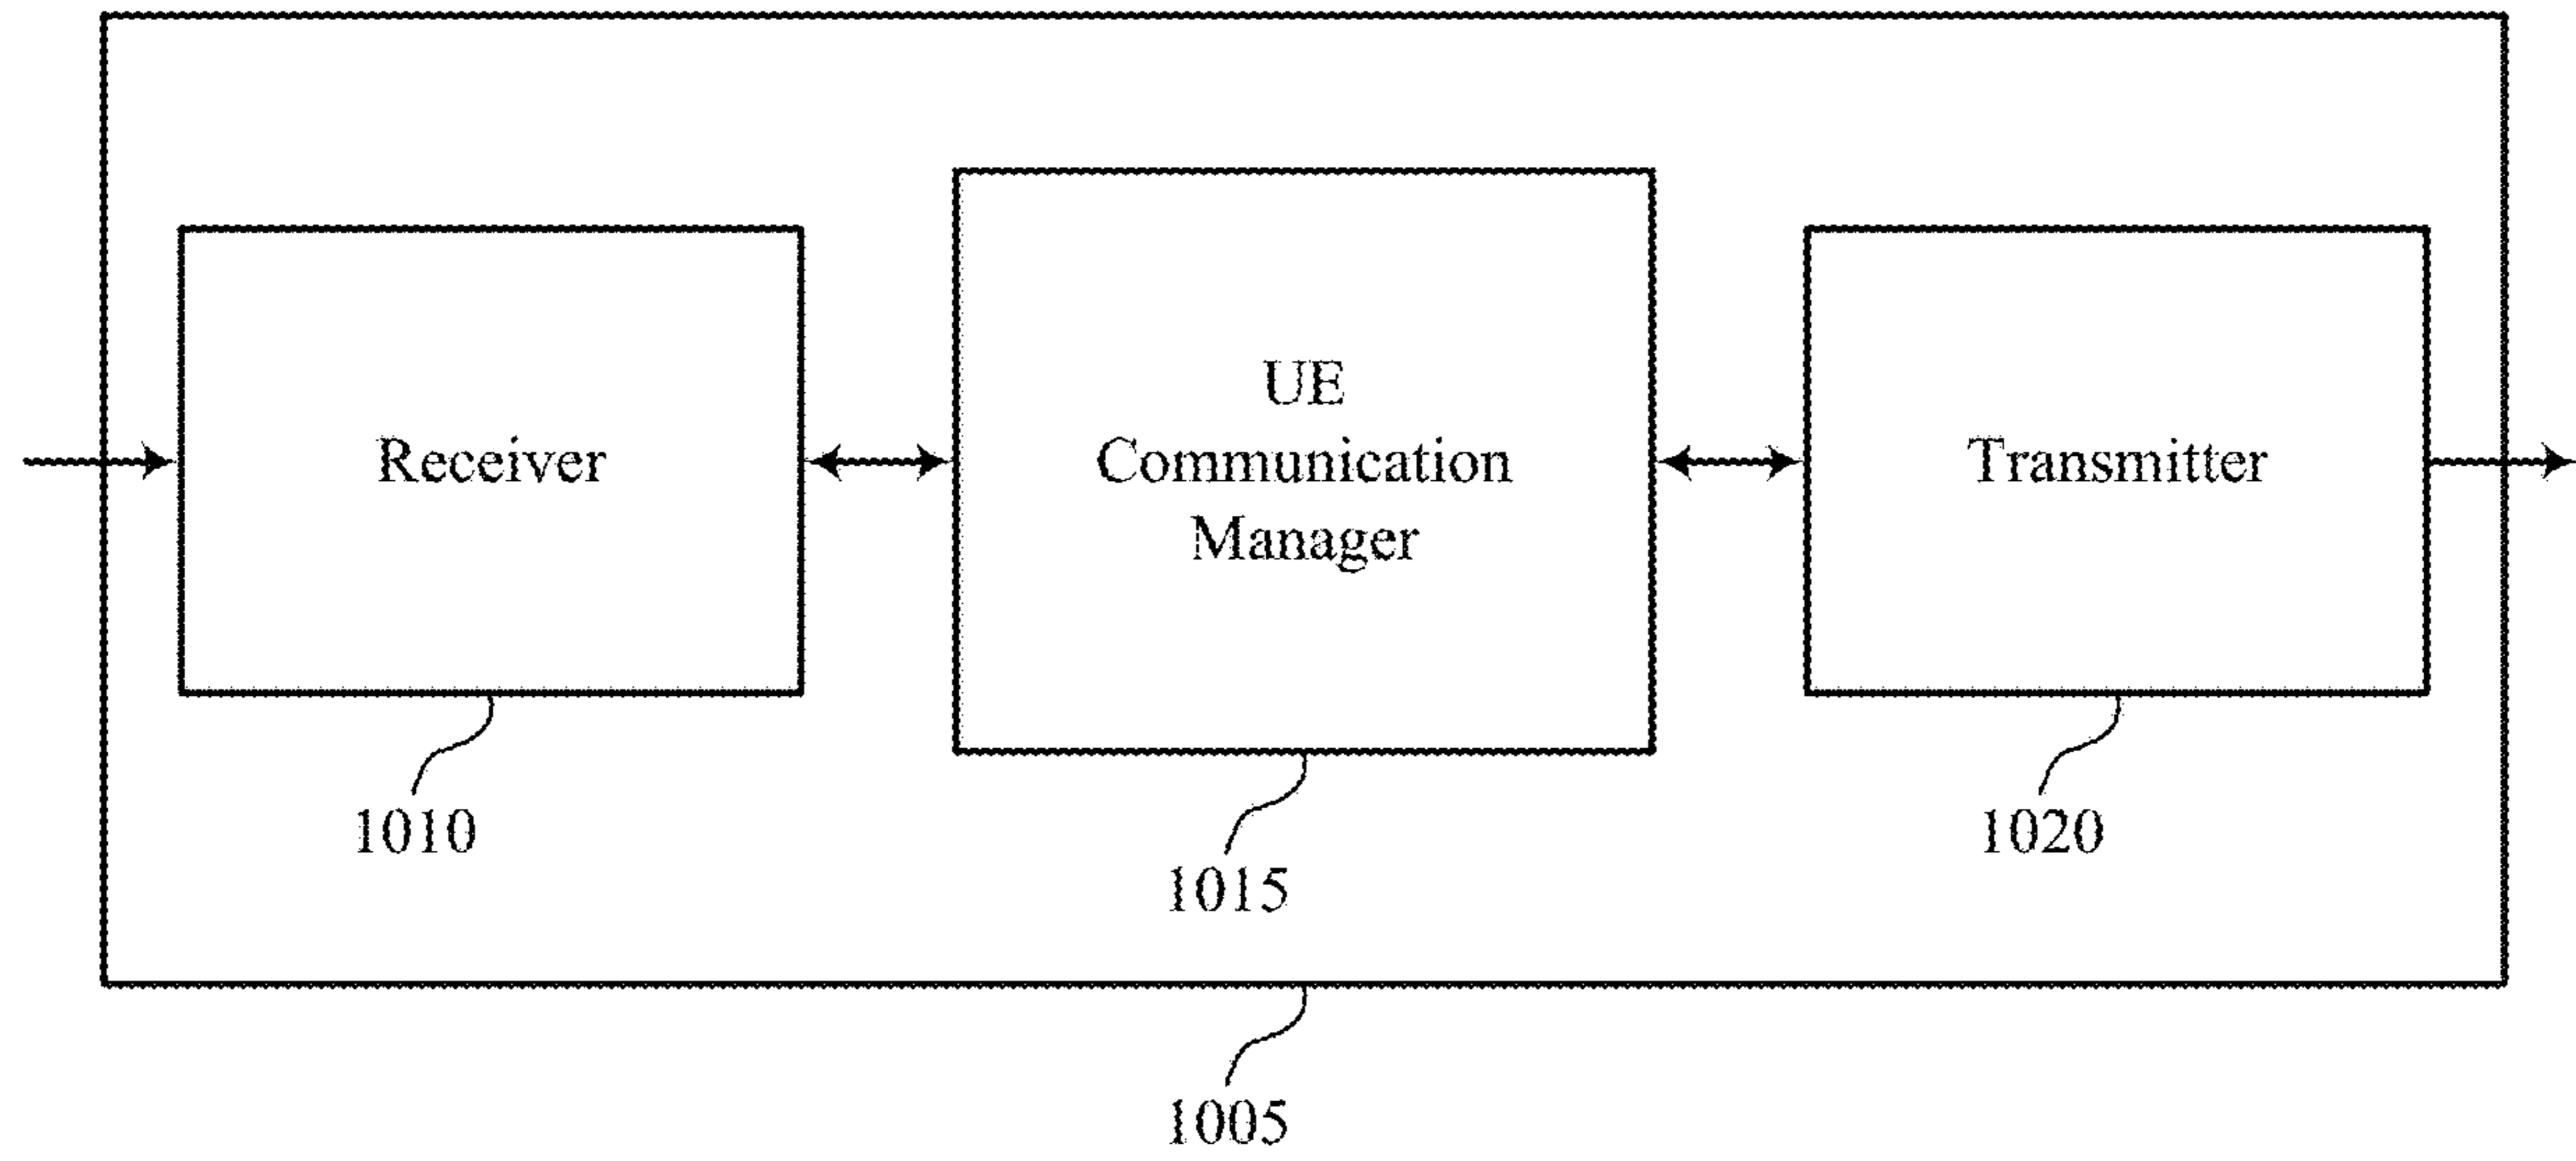 Receiver
UE
Communication
Manager
Transmitter
1010
1015
1020
1005